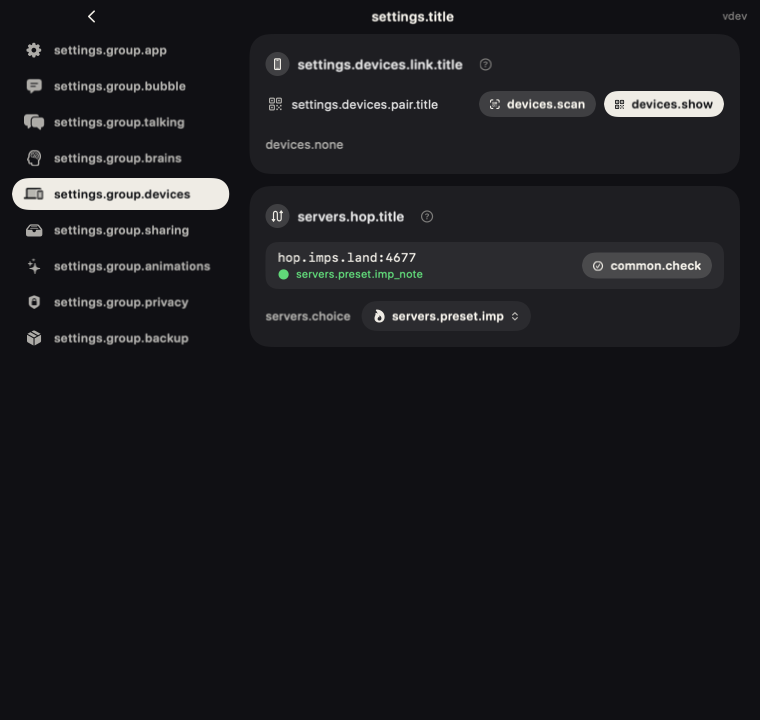 settings.title
vdev
settings.group.app
settings.group.bubble
settings.group.talking
settings.group.brains
settings.group.devices
settings.group.sharing
settings.group.animations
settings.group.privacy
settings.group.backup
settings.devices.link.title
settings.devices.pair.title
devices.scan
devices.show
devices.none
servers.hop.title
hop.imps.land:4677
servers.preset.imp_note
common.check
servers.choice
servers.preset.imp